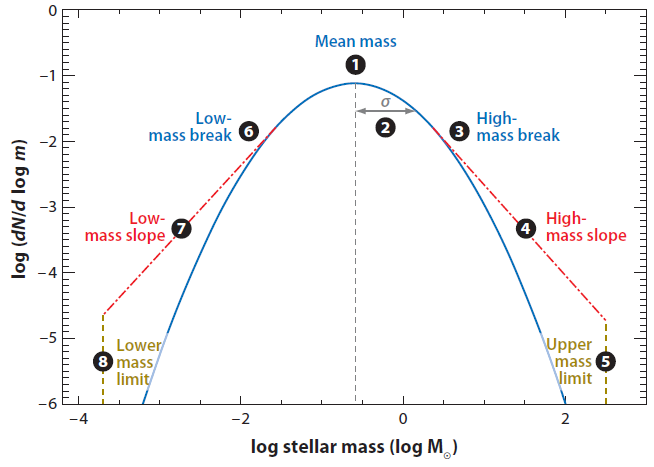 0
−1
−2
−3
−4
−5
−6
log (dN/d log m)
Mean mass
1
σ
2
Low-
mass break 6
High-
3 mass break
Low-
mass slope 7
High-
4 mass slope
Lower
8 mass
limit
Upper
mass 5
limit
−4
−2
0
2
log stellar mass (log M☉)